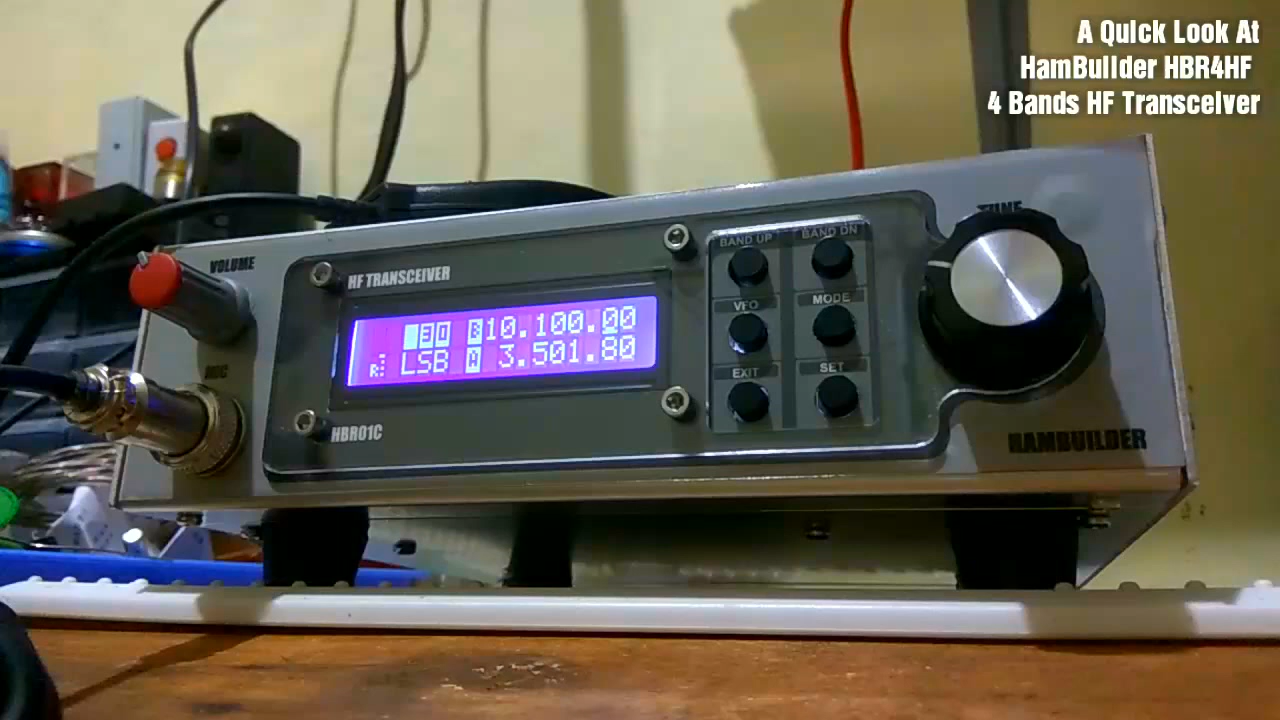 A Quick Look At
HamBuilder HBR4HF
4 Bands HF Transceiver
TUNE
VOLUME
HF TRANSCEIVER
BAND UP
BAND DN
30 B10.100.00
R: LSB A 3.501.80
VFO
MODE
EXIT
SET
MIC
HBR01C
HAMBUILDER